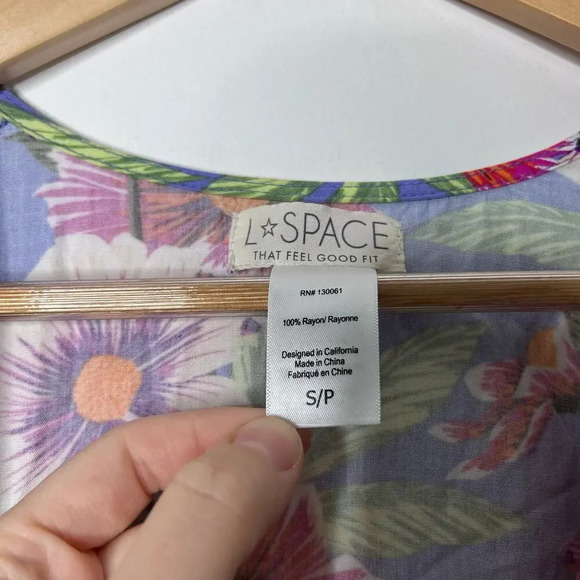 L☆SPACE
THAT FEEL GOOD FIT
RN# 130061
100% Rayon/ Rayonne
Designed in California
Made in China
Fabriqué en Chine
S/P